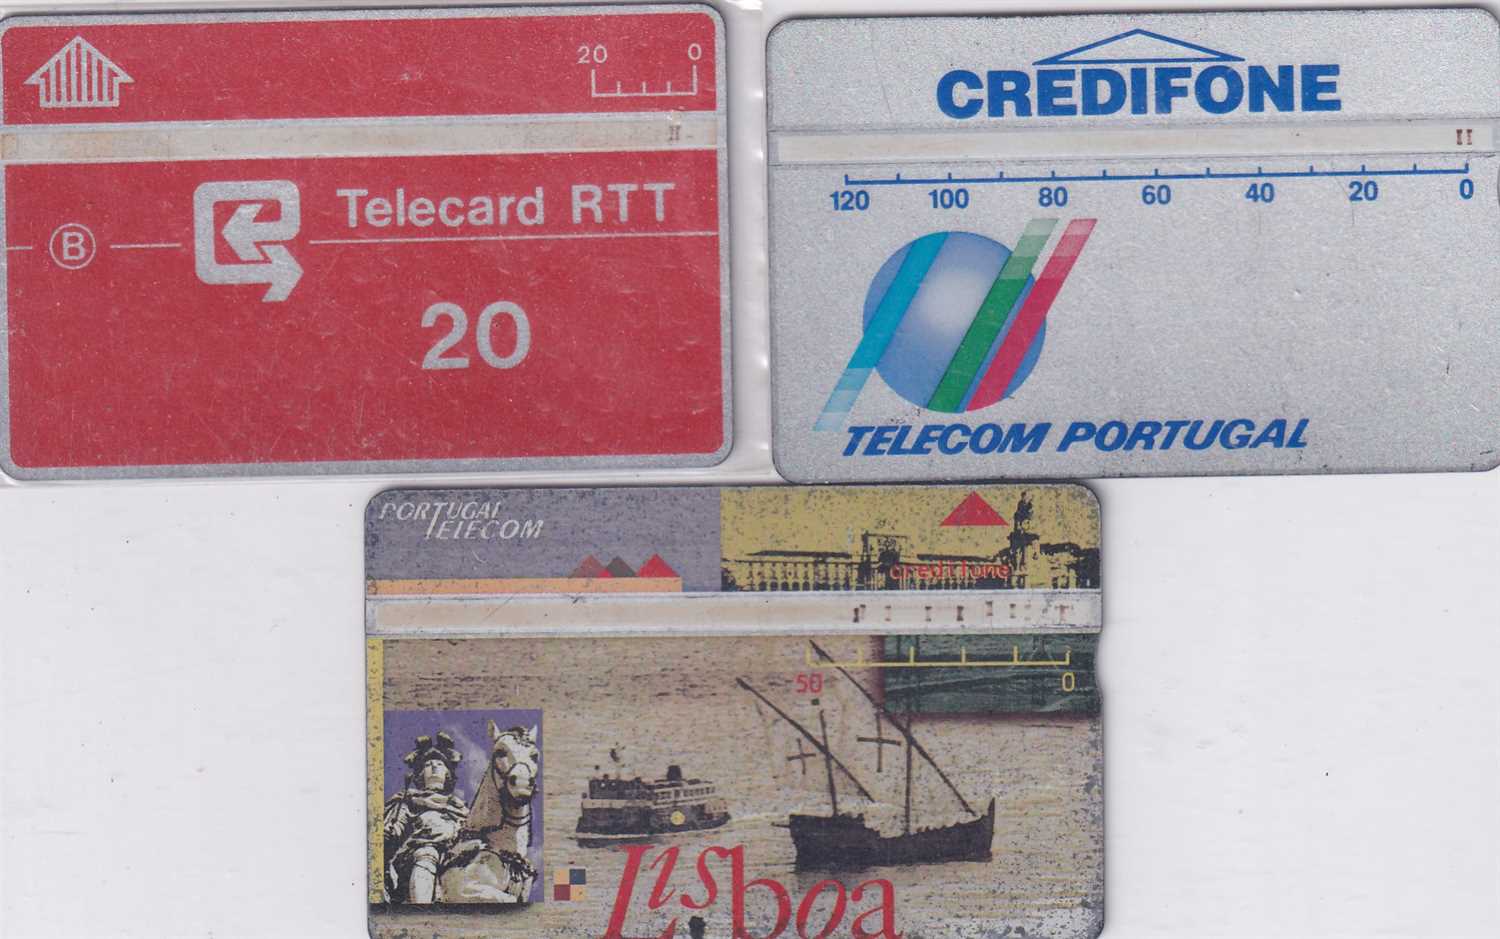 20 0
B
Telecard RTT
20
CREDIFONE
120 100 80 60 40 20 0
TELECOM PORTUGAL
PORTUGAL
TELECOM
credifone
50 0
Lisboa